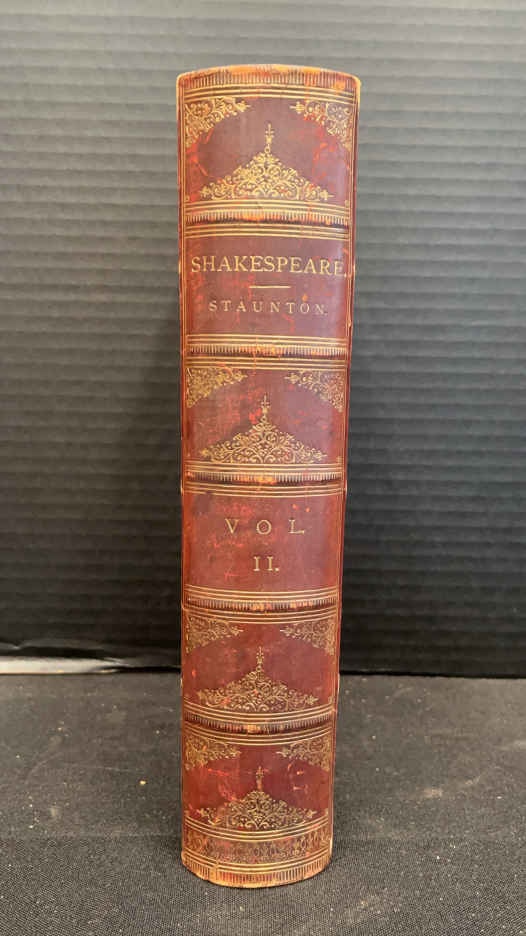 SHAKESPEARE.
STAUNTON.
VOL.
II.